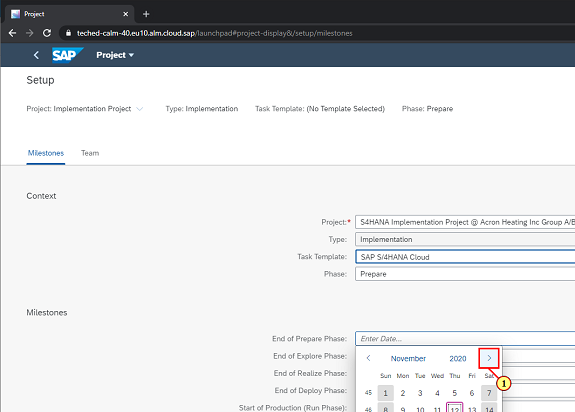 Project
teched-calm-40.eu10.alm.cloud.sap/launchpad#project-display&/setup/milestones
SAP Project
Setup
Project: Implementation Project Type: Implementation Task Template: (No Template Selected) Phase: Prepare
Milestones Team
Context
Project:* S4HANA Implementation Project @ Acron Heating Inc Group A/B
Type: Implementation
Task Template: SAP S/4HANA Cloud
Phase: Prepare
Milestones
End of Prepare Phase: Enter Date...
End of Explore Phase: November 2020
1
End of Realize Phase: Sun Mon Tue Wed Thu Fri Sat
End of Deploy Phase: 45 1 2 3 4 5 6 7
Start of Production (Run Phase): 46 8 9 10 11 12 13 14